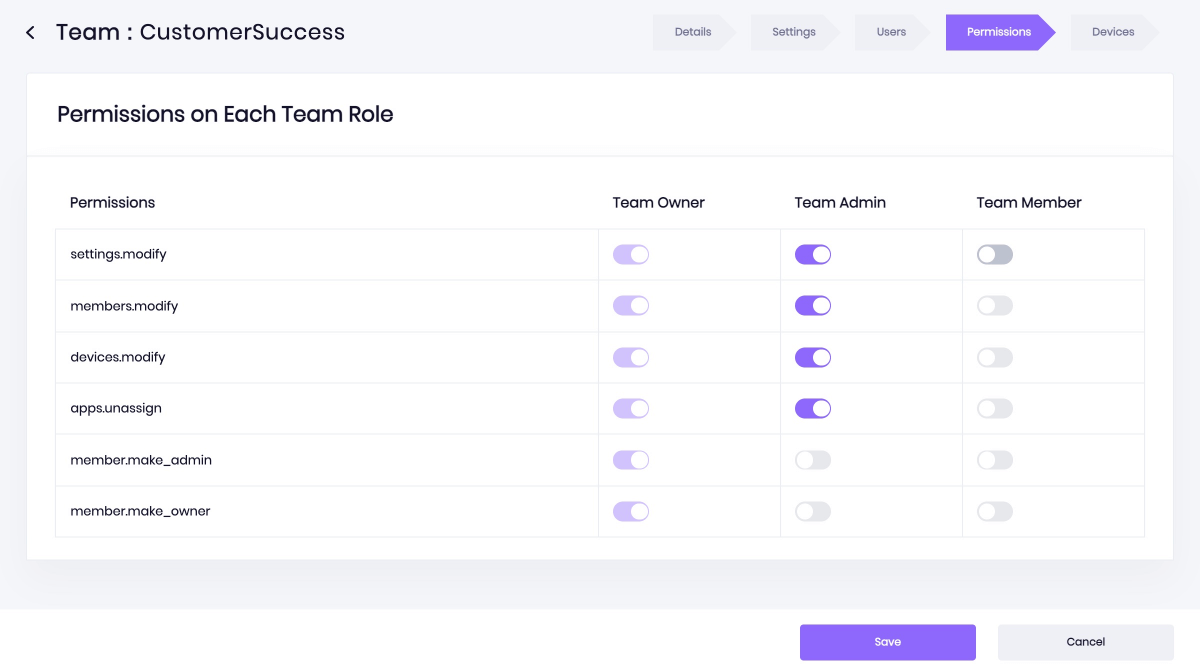 Team : CustomerSuccess
Details
Settings
Users
Permissions
Devices
Permissions on Each Team Role
Permissions Team Owner Team Admin Team Member
settings.modify
members.modify
devices.modify
apps.unassign
member.make_admin
member.make_owner
Save
Cancel